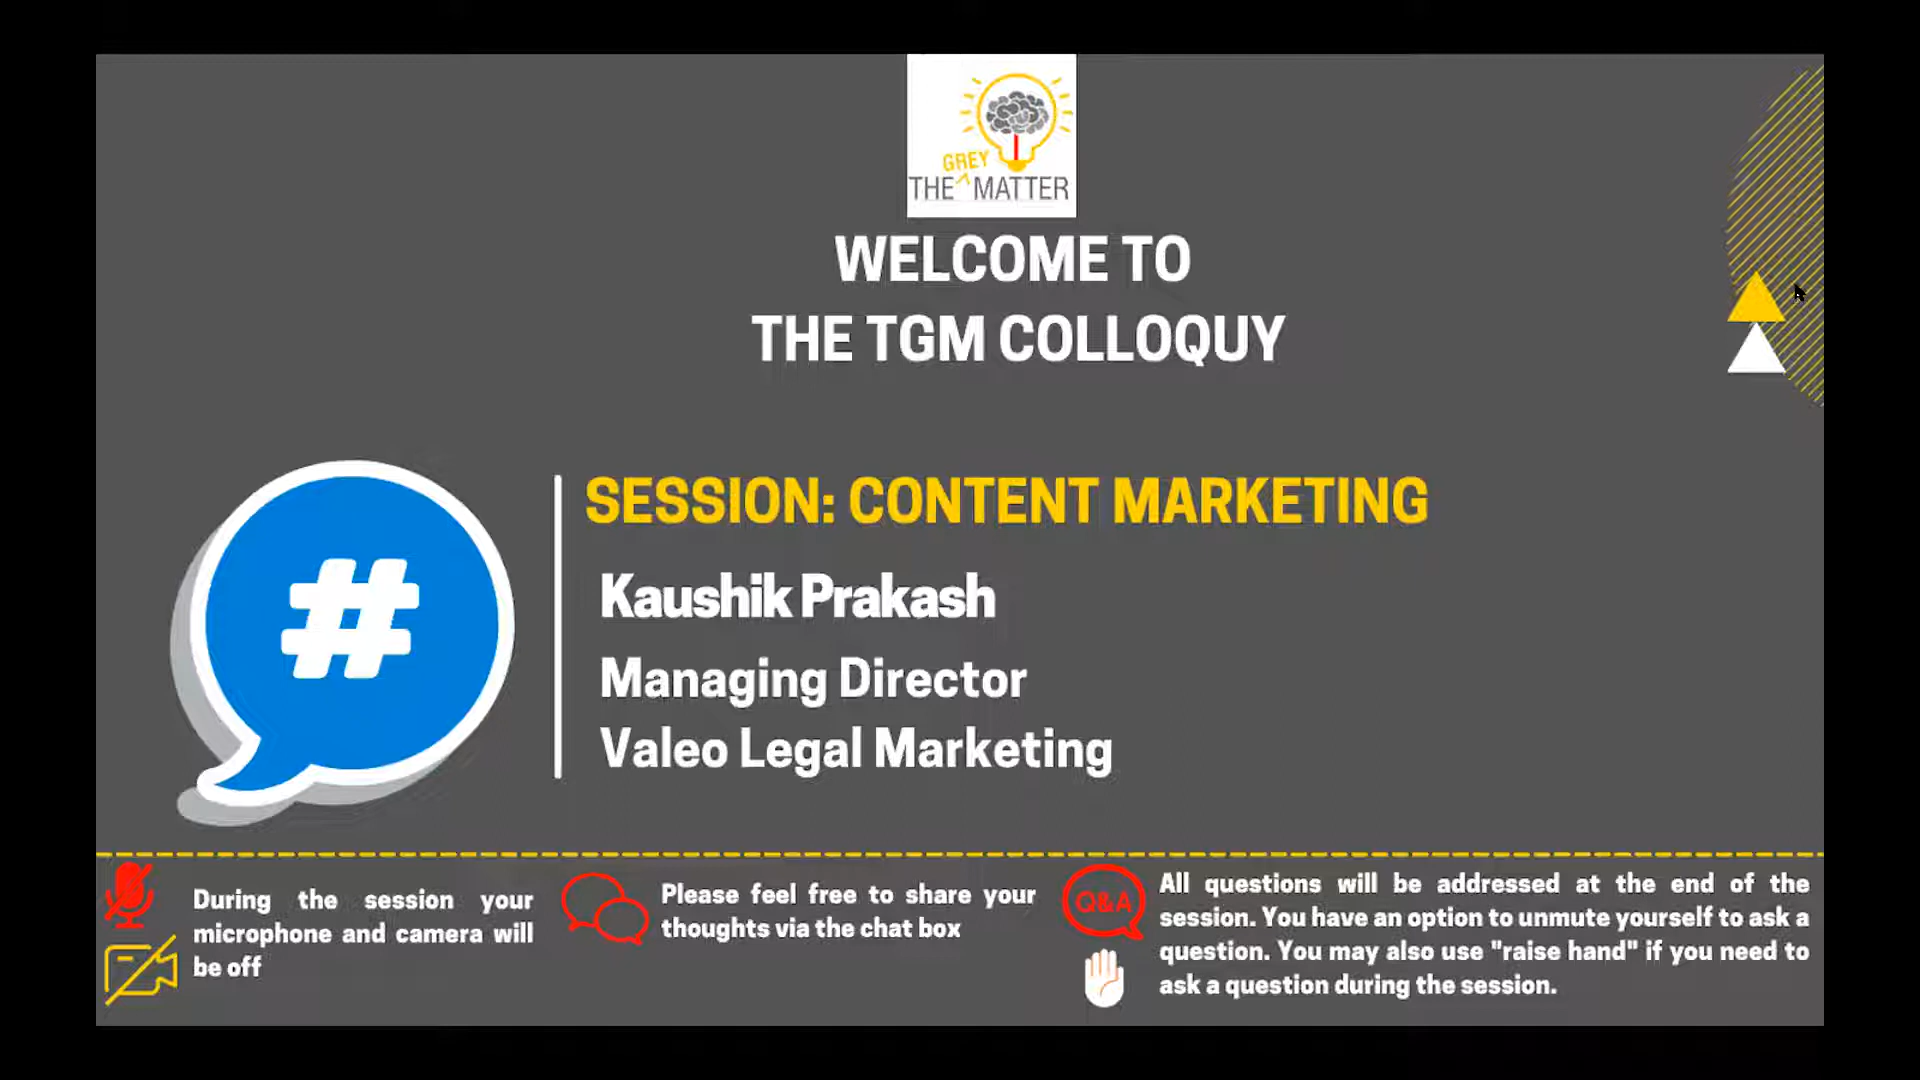 GREY
THE ^ MATTER
WELCOME TO
THE TGM COLLOQUY
#
SESSION: CONTENT MARKETING
Kaushik Prakash
Managing Director
Valeo Legal Marketing
During the session your
microphone and camera will
be off
Please feel free to share your
thoughts via the chat box
Q&A
All questions will be addressed at the end of the
session. You have an option to unmute yourself to ask a
question. You may also use "raise hand" if you need to
ask a question during the session.